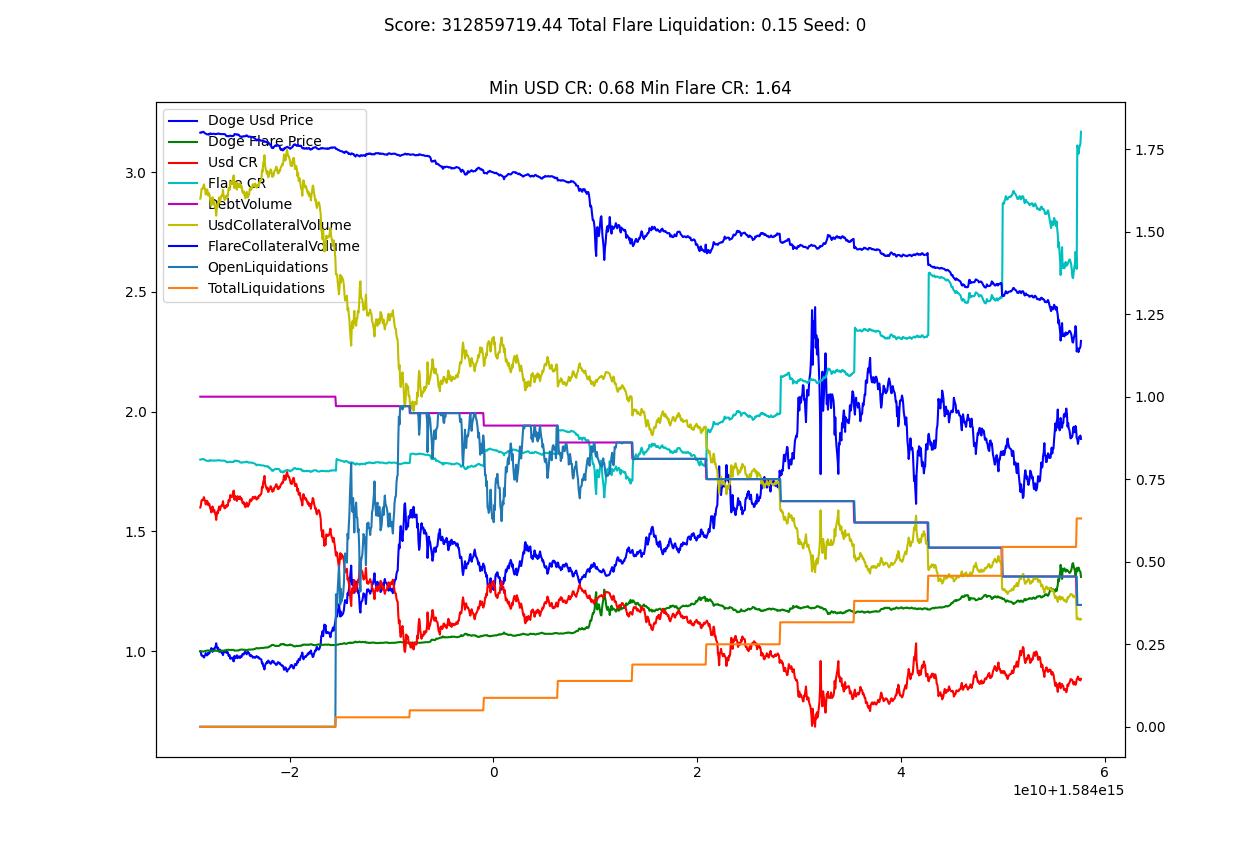 Score: 312859719.44 Total Flare Liquidation: 0.15 Seed: 0
Min USD CR: 0.68 Min Flare CR: 1.64
Doge Usd Price
Doge Flare Price
Usd CR
Flare CR
DebtVolume
UsdCollateralVolume
FlareCollateralVolume
OpenLiquidations
TotalLiquidations
3.0
2.5
2.0
1.5
1.0
1.75
1.50
1.25
1.00
0.75
0.50
0.25
0.00
−2
0
2
4
6
1e10+1.584e15